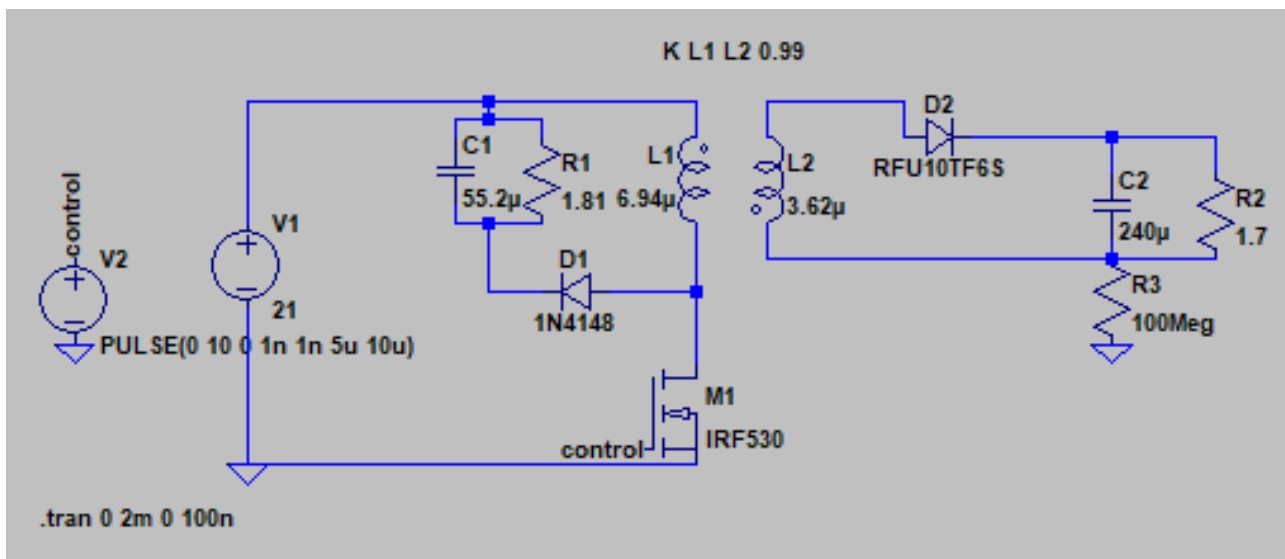 K L1 L2 0.99
D2
RFU10TF6S
C1
55.2µ
R1
1.81
L1
6.94µ
L2
3.62µ
C2
240µ
R2
1.7
control
V2
V1
21
D1
1N4148
R3
100Meg
PULSE(0 10 0 1n 1n 5u 10u)
M1
IRF530
control
.tran 0 2m 0 100n